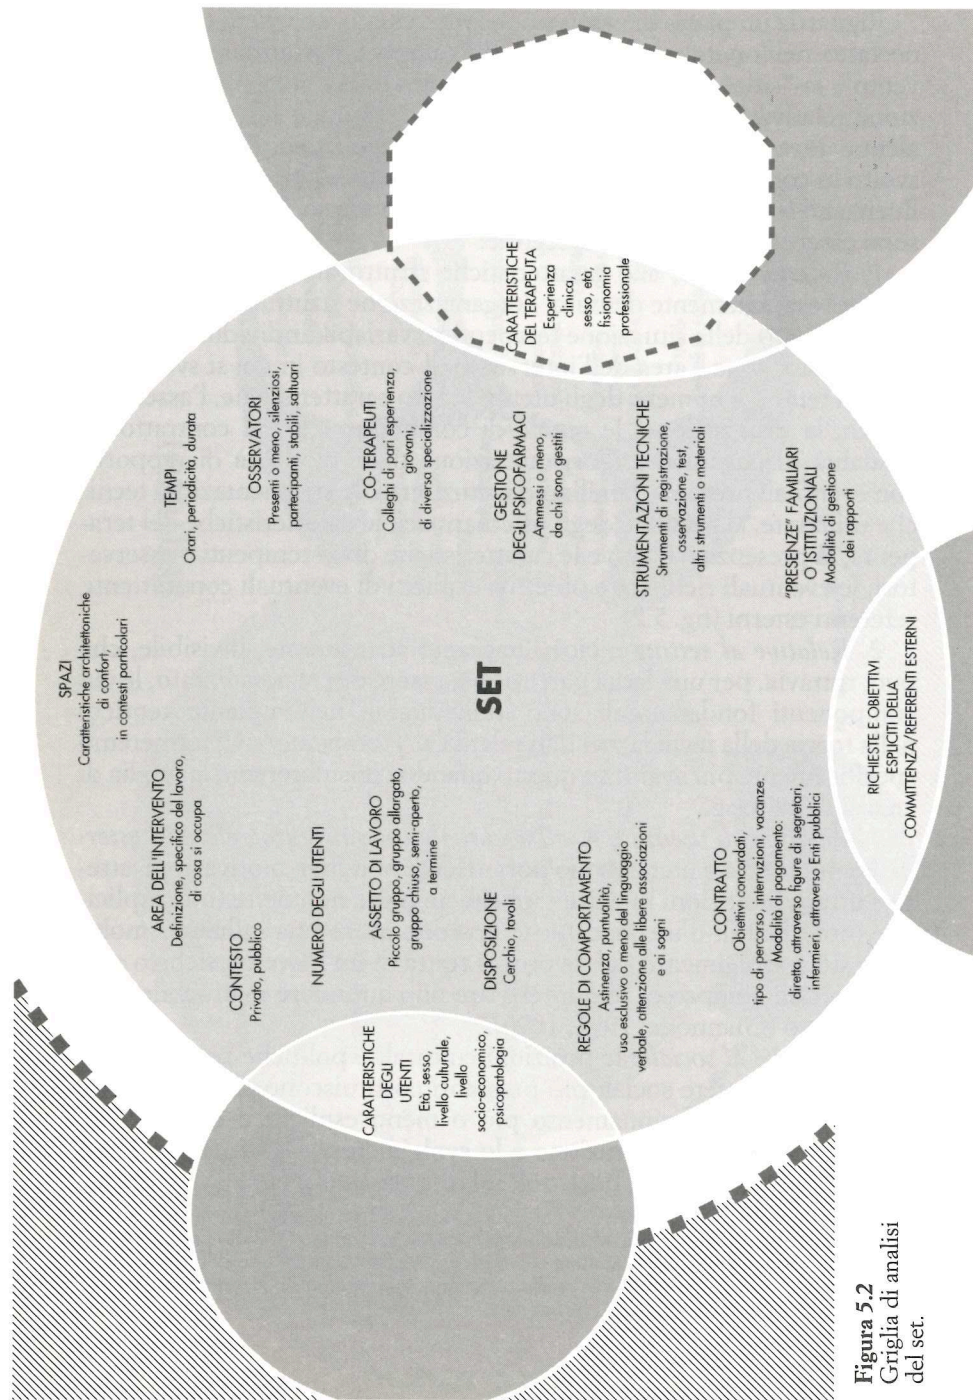 SPAZI
Caratteristiche architettoniche
di confort,
in contesti particolari
AREA DELL'INTERVENTO
Definizione, specifico del lavoro,
di cosa si occupa
TEMPI
Orari, periodicità, durata
CONTESTO
Privato, pubblico
OSSERVATORI
Presenti o meno, silenziosi,
partecipanti, stabili, saltuari
NUMERO DEGLI UTENTI
CARATTERISTICHE
DEGLI
UTENTI
Età, sesso,
livello culturale,
livello
socio-economico,
psicopatologia
ASSETTO DI LAVORO
Piccolo gruppo, gruppo allargato,
gruppo chiuso, semi-aperto,
a termine
SET
CO-TERAPEUTI
Colleghi di pari esperienza,
giovani,
di diversa specializzazione
DISPOSIZIONE
Cerchio, tavoli
GESTIONE
DEGLI PSICOFARMACI
Ammessi o meno,
da chi sono gestiti
CARATTERISTICHE
DEL TERAPEUTA
Esperienza
clinica,
sesso, età,
fisionomia
professionale
REGOLE DI COMPORTAMENTO
Astinenza, puntualità,
uso esclusivo o meno del linguaggio
verbale, attenzione alle libere associazioni
e ai sogni
STRUMENTAZIONI TECNICHE
Strumenti di registrazione,
osservazione, test,
altri strumenti o materiali
CONTRATTO
Obiettivi concordati,
tipo di percorso, interruzioni, vacanze.
Modalità di pagamento:
diretta, attraverso figure di segretari,
infermieri, attraverso Enti pubblici
"PRESENZE" FAMILIARI
O ISTITUZIONALI
Modalità di gestione
dei rapporti
RICHIESTE E OBIETTIVI
ESPLICITI DELLA
COMMITTENZA/REFERENTI ESTERNI
Figura 5.2
Griglia di analisi
del set.